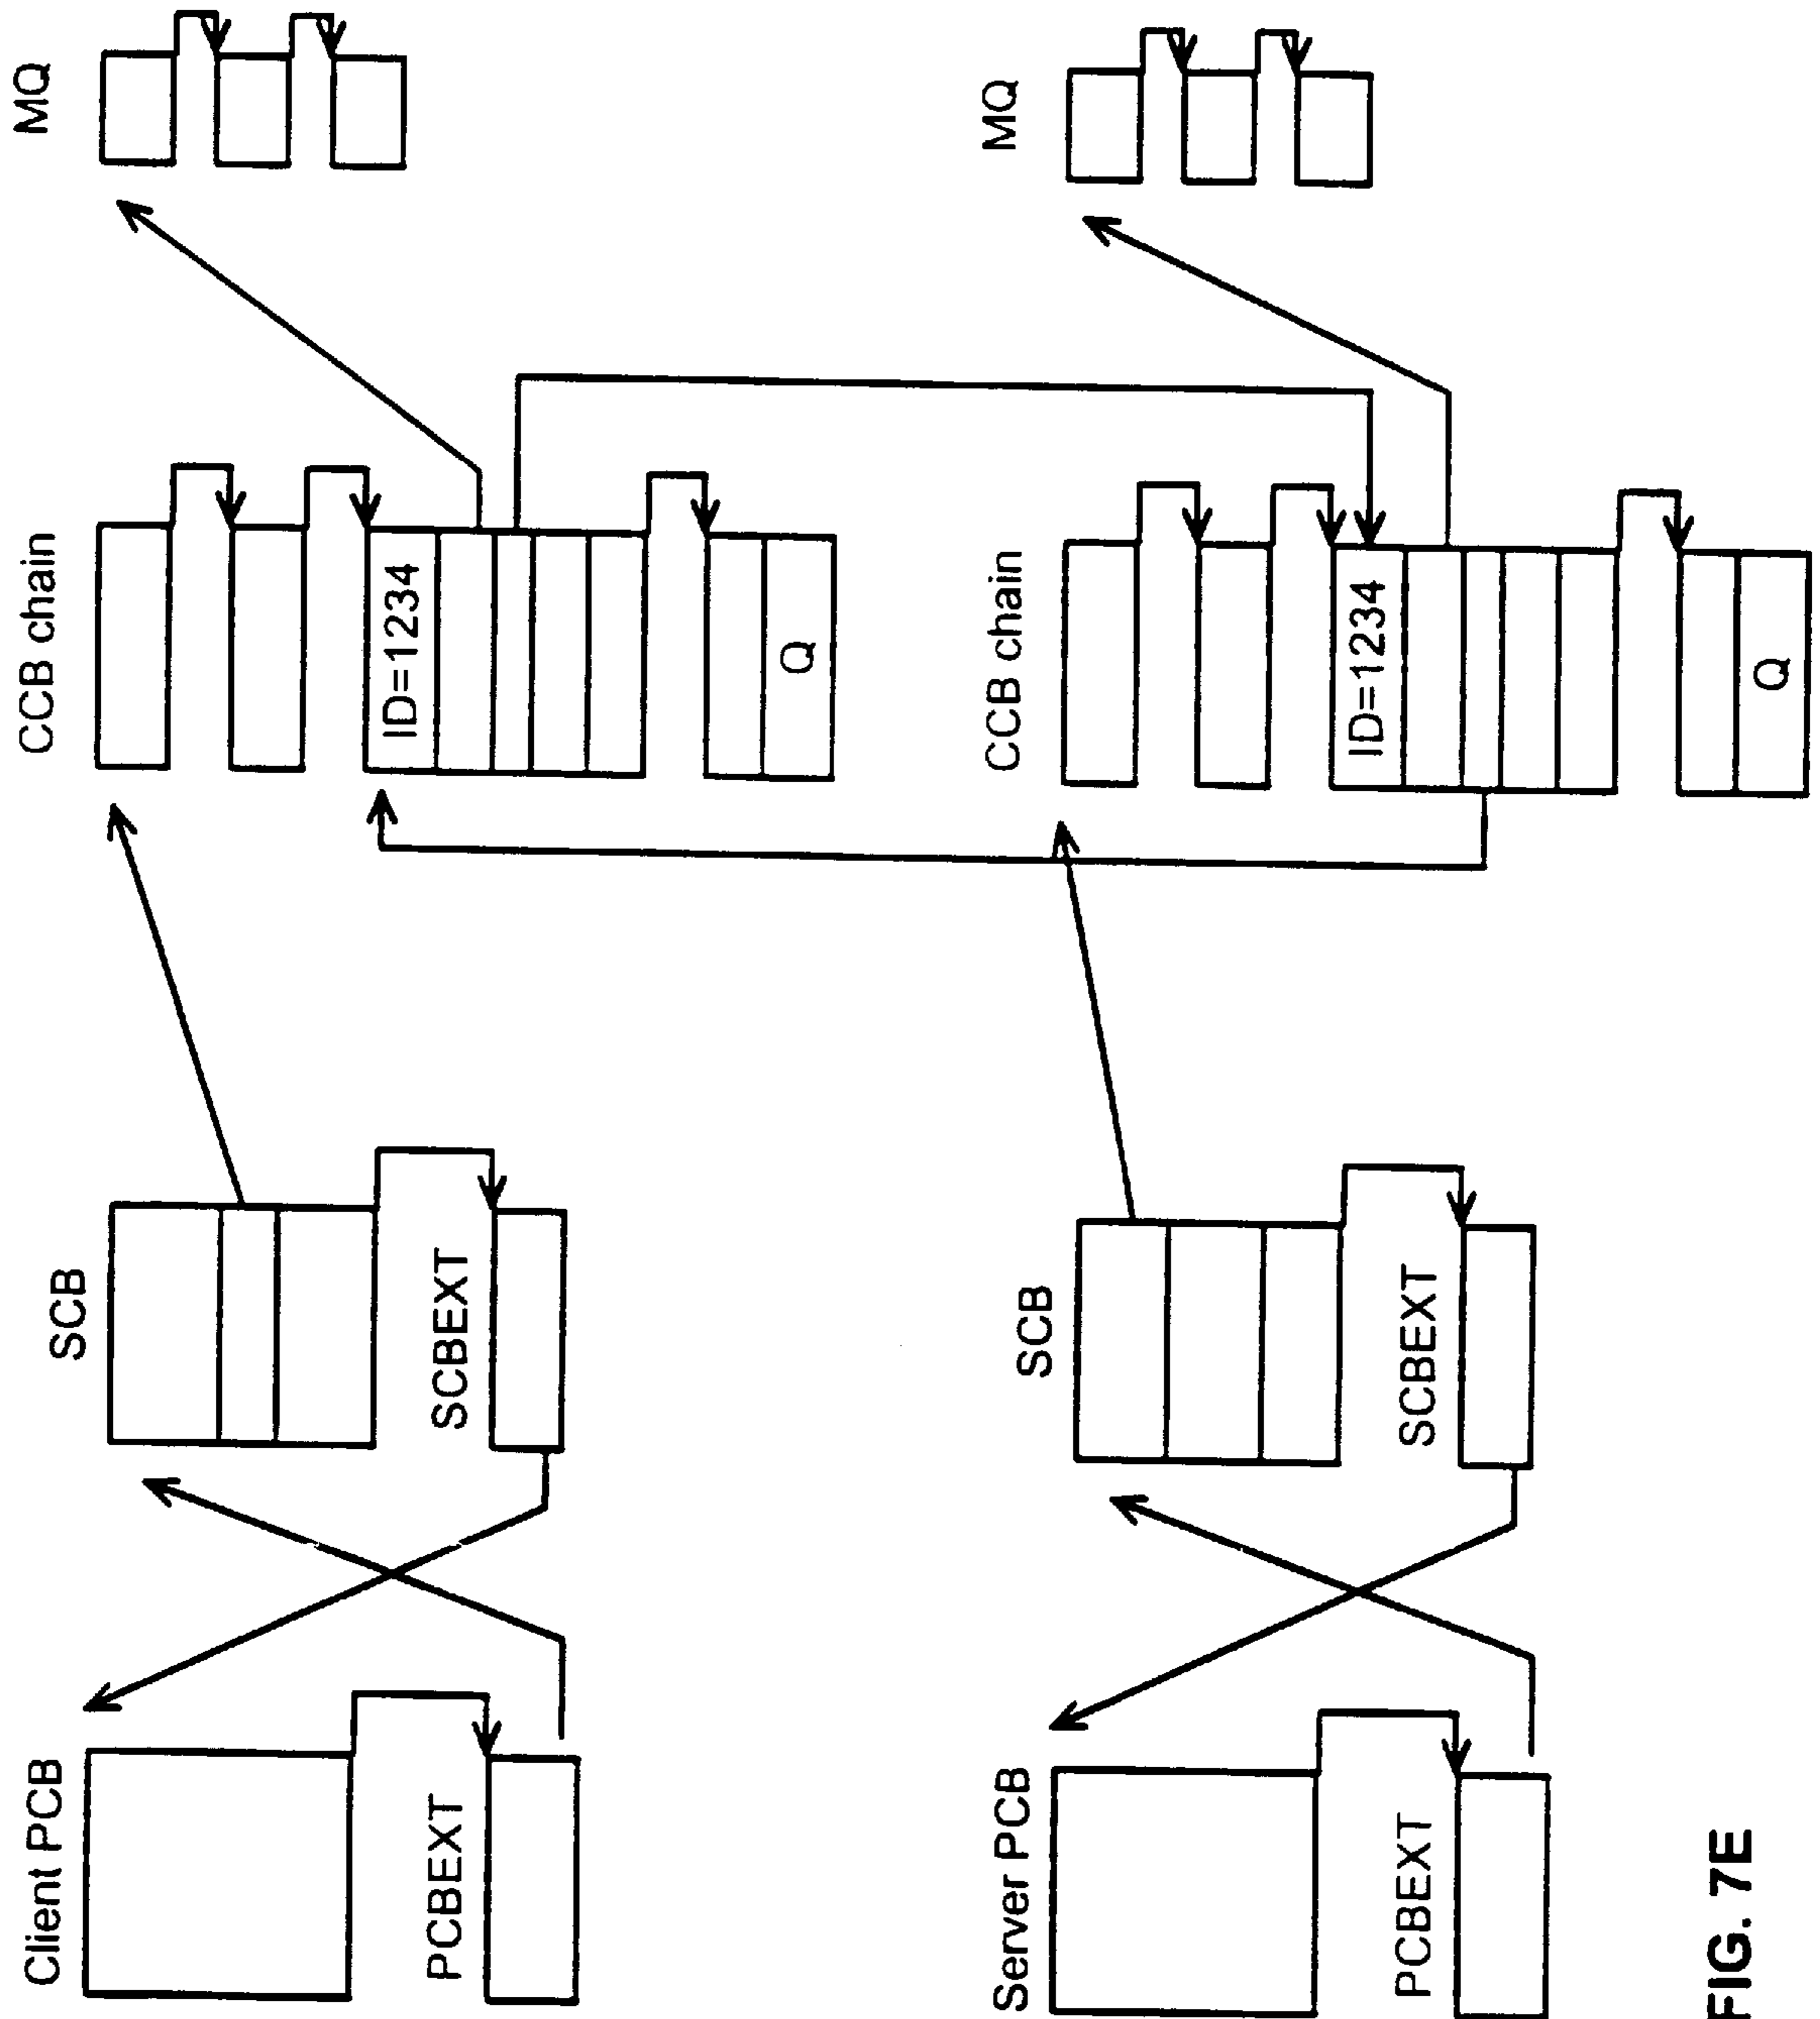 Client PCB
SCB
CCB chain
MQ
PCBEXT
SCBEXT
ID=1234
Q
Server PCB
SCB
CCB chain
MQ
PCBEXT
SCBEXT
ID=1234
Q
FIG. 7E